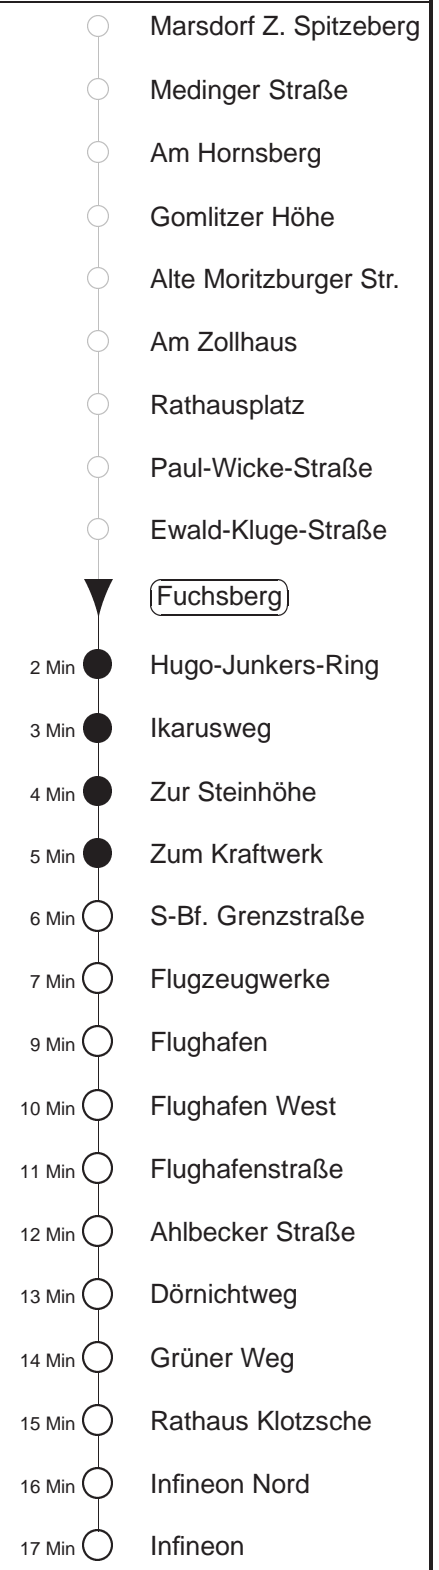 Marsdorf Z. Spitzeberg
Medinger Straße
Am Hornsberg
Gomlitzer Höhe
Alte Moritzburger Str.
Am Zollhaus
Rathausplatz
Paul-Wicke-Straße
Ewald-Kluge-Straße
Fuchsberg
2 Min Hugo-Junkers-Ring
3 Min Ikarusweg
4 Min Zur Steinhöhe
5 Min Zum Kraftwerk
6 Min S-Bf. Grenzstraße
7 Min Flugzeugwerke
9 Min Flughafen
10 Min Flughafen West
11 Min Flughafenstraße
12 Min Ahlbecker Straße
13 Min Dörnichtweg
14 Min Grüner Weg
15 Min Rathaus Klotzsche
16 Min Infineon Nord
17 Min Infineon